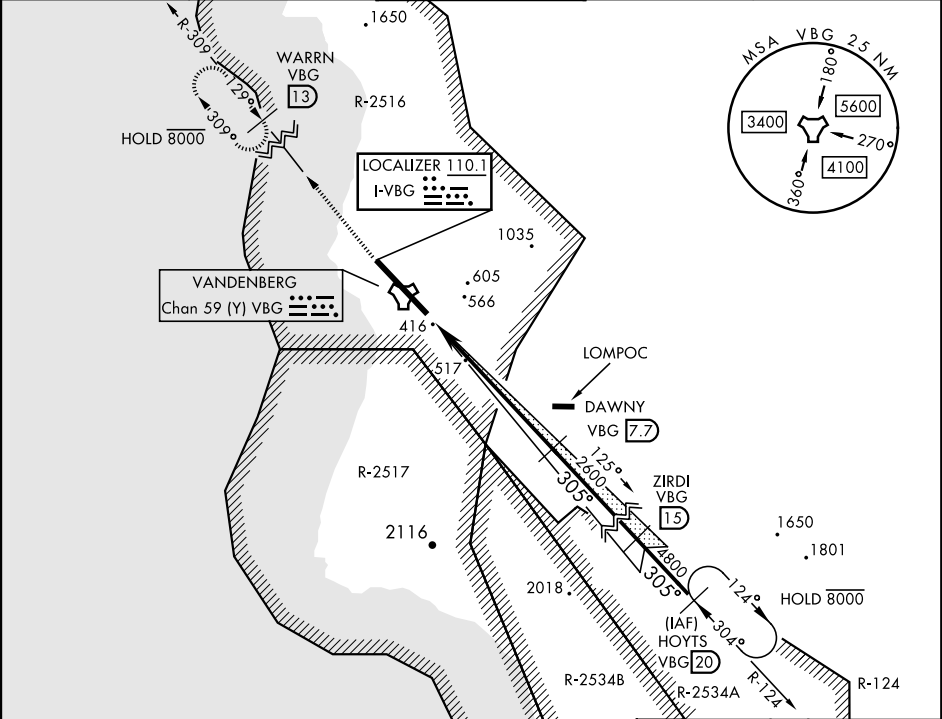 1650
R-309
WARRN
VBG
13
129°
309°
HOLD 8000
R-2516
MSA VBG 25 NM
180°
5600
3400
270°
4100
360°
LOCALIZER 110.1
I-VBG
1035
605
566
VANDENBERG
Chan 59 (Y) VBG
416
517
LOMPOC
DAWNY
VBG 7.7
125°
2600
305°
ZIRDI
VBG
15
R-2517
2116
1650
1801
4800
305°
124°
HOLD 8000
304°
2018
(IAF)
HOYTS
VBG 20
R-2534B
R-2534A
R-124
R-124